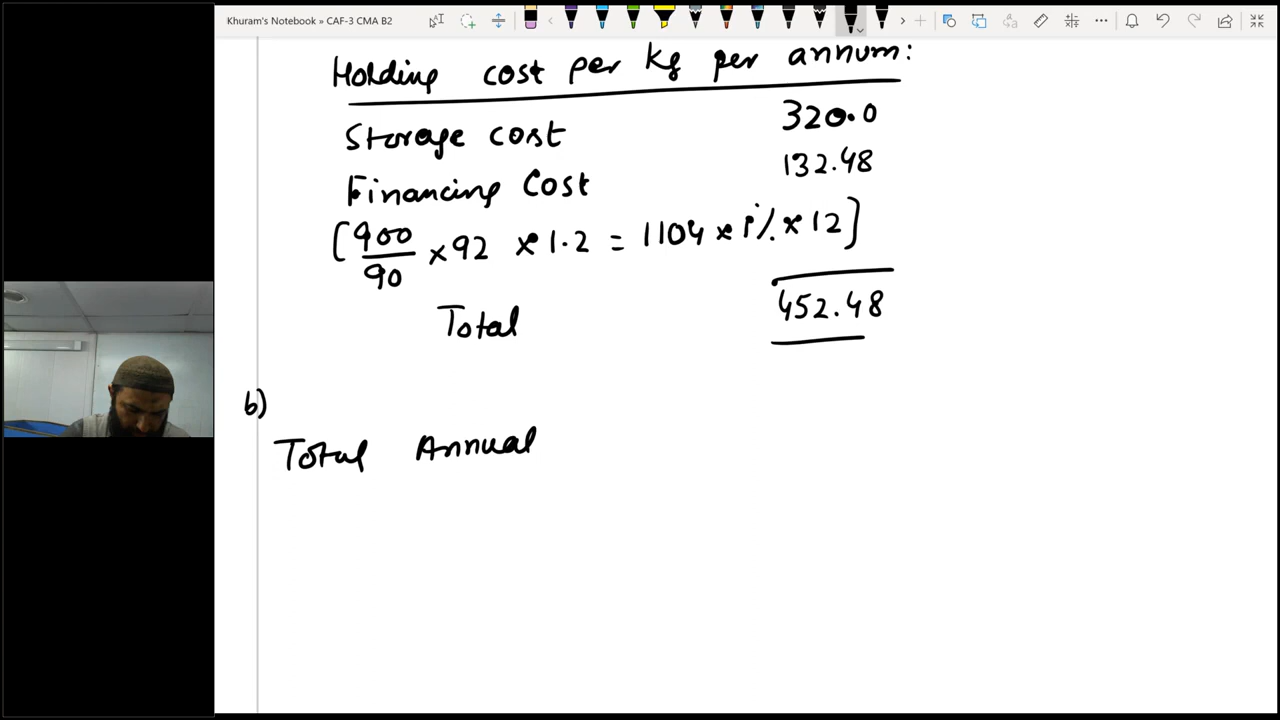 Khuram's Notebook » CAF-3 CMA B2
Holding cost per kg per annum:
Storage cost 320.0
Financing Cost 132.48
[900/90 × 92 × 1.2 = 1104 × 1% × 12]
Total 452.48
b)
Total Annual